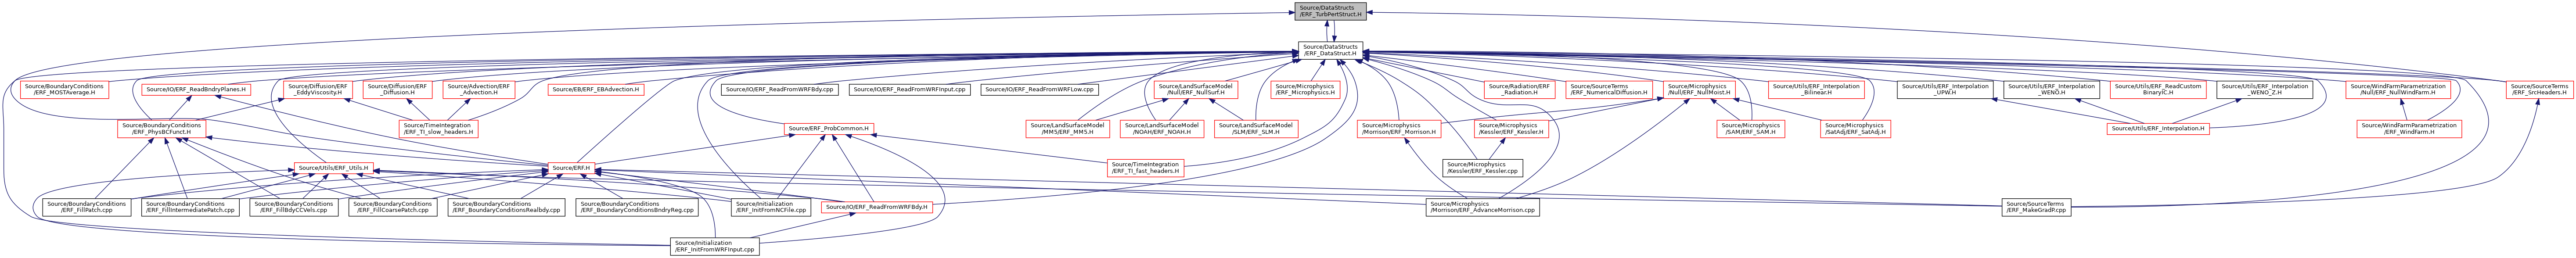 Source/DataStructs
/ERF_TurbPertStruct.H
Source/DataStructs
/ERF_DataStruct.H
Source/BoundaryConditions
/ERF_MOSTAverage.H
Source/IO/ERF_ReadBndryPlanes.H
Source/Diffusion/ERF
_EddyViscosity.H
Source/Diffusion/ERF
_Diffusion.H
Source/Advection/ERF
_Advection.H
Source/EB/ERF_EBAdvection.H
Source/IO/ERF_ReadFromWRFBdy.cpp
Source/IO/ERF_ReadFromWRFInput.cpp
Source/IO/ERF_ReadFromWRFLow.cpp
Source/LandSurfaceModel
/Null/ERF_NullSurf.H
Source/Microphysics
/ERF_Microphysics.H
Source/Radiation/ERF
_Radiation.H
Source/SourceTerms
/ERF_NumericalDiffusion.H
Source/Microphysics
/Null/ERF_NullMoist.H
Source/Utils/ERF_Interpolation
_Bilinear.H
Source/Utils/ERF_Interpolation
_UPW.H
Source/Utils/ERF_Interpolation
_WENO.H
Source/Utils/ERF_ReadCustom
BinaryIC.H
Source/Utils/ERF_Interpolation
_WENO_Z.H
Source/WindFarmParametrization
/Null/ERF_NullWindFarm.H
Source/SourceTerms
/ERF_SrcHeaders.H
Source/BoundaryConditions
/ERF_PhysBCFunct.H
Source/TimeIntegration
/ERF_TI_slow_headers.H
Source/ERF_ProbCommon.H
Source/LandSurfaceModel
/MM5/ERF_MM5.H
Source/LandSurfaceModel
/NOAH/ERF_NOAH.H
Source/LandSurfaceModel
/SLM/ERF_SLM.H
Source/Microphysics
/Morrison/ERF_Morrison.H
Source/Microphysics
/Kessler/ERF_Kessler.H
Source/Microphysics
/SAM/ERF_SAM.H
Source/Microphysics
/SatAdj/ERF_SatAdj.H
Source/Utils/ERF_Interpolation.H
Source/WindFarmParametrization
/ERF_WindFarm.H
Source/Utils/ERF_Utils.H
Source/ERF.H
Source/TimeIntegration
/ERF_TI_fast_headers.H
Source/Microphysics
/Kessler/ERF_Kessler.cpp
Source/BoundaryConditions
/ERF_FillPatch.cpp
Source/BoundaryConditions
/ERF_FillIntermediatePatch.cpp
Source/BoundaryConditions
/ERF_FillBdyCCVels.cpp
Source/BoundaryConditions
/ERF_FillCoarsePatch.cpp
Source/BoundaryConditions
/ERF_BoundaryConditionsRealbdy.cpp
Source/BoundaryConditions
/ERF_BoundaryConditionsBndryReg.cpp
Source/Initialization
/ERF_InitFromNCFile.cpp
Source/IO/ERF_ReadFromWRFBdy.H
Source/Microphysics
/Morrison/ERF_AdvanceMorrison.cpp
Source/SourceTerms
/ERF_MakeGradP.cpp
Source/Initialization
/ERF_InitFromWRFInput.cpp